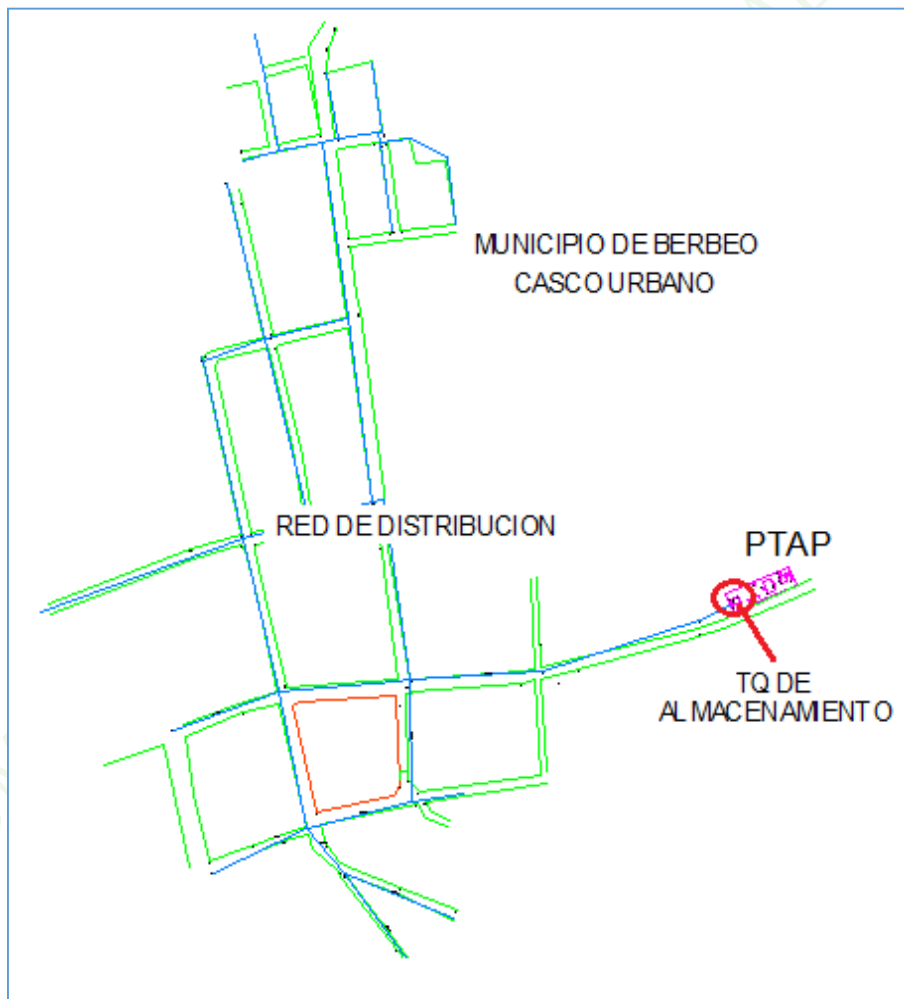 MUNICIPIO DE BERBEO
CASCO URBANO
RED DE DISTRIBUCION
PTAP
TQ DE
ALMACENAMIENTO